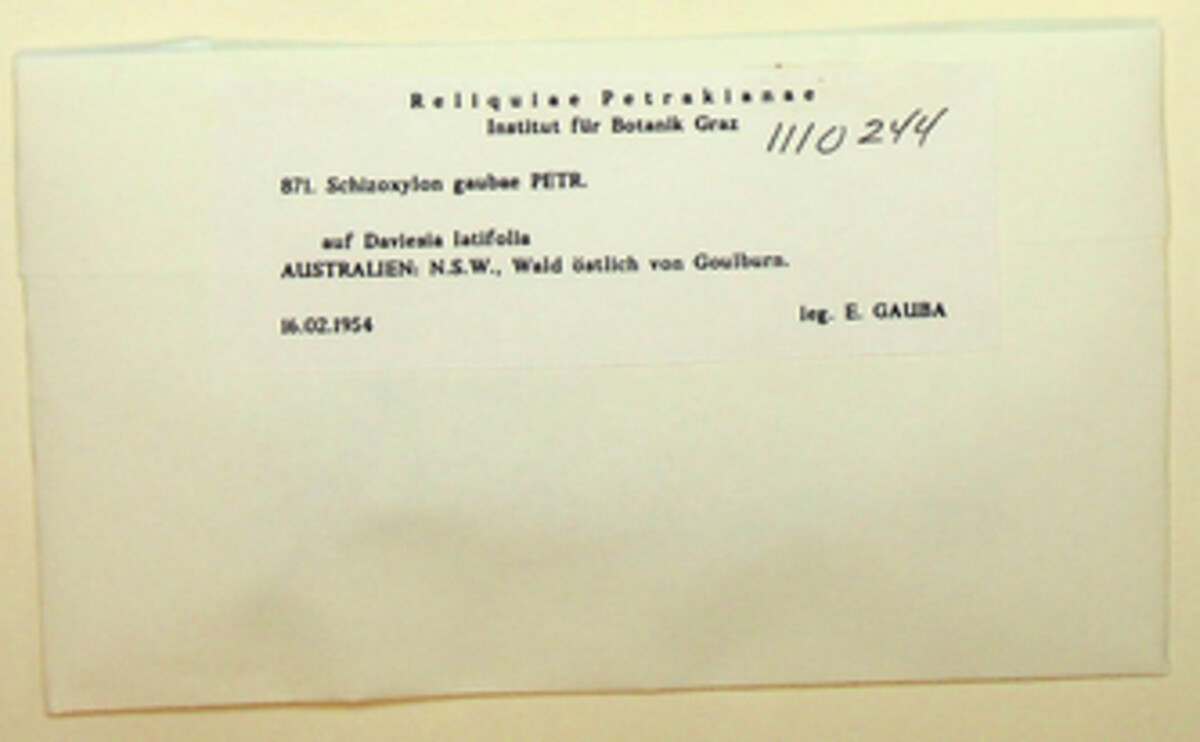 Reliquiae Petrakianae
Institut für Botanik Graz
1110244
871. Schizoxylon gaubae PETR.
auf Daviesia latifolia
AUSTRALIEN: N.S.W., Wald östlich von Goulburn.
16.02.1954
leg. E. GAUBA